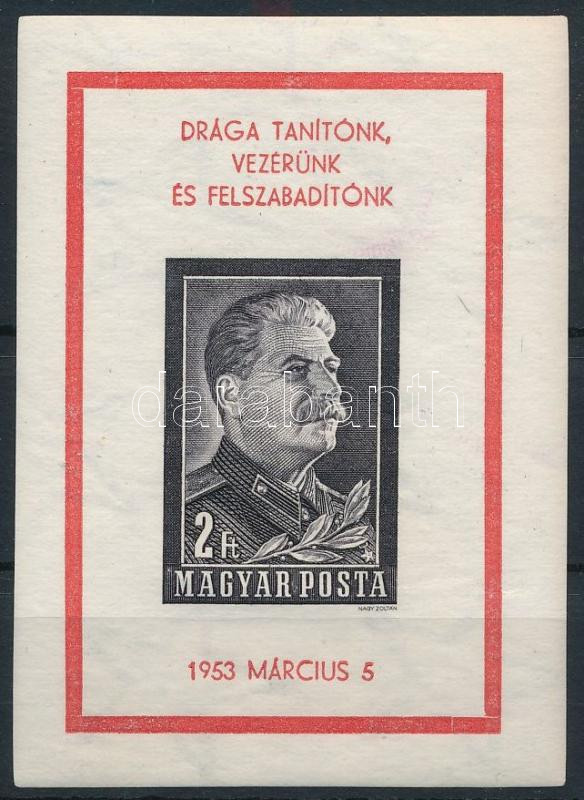 DRÁGA TANÍTÓNK,
VEZÉRÜNK
ÉS FELSZABADÍTÓNK
darabanth
2 Ft
MAGYAR POSTA
NAGY ZOLTÁN
1953 MÁRCIUS 5